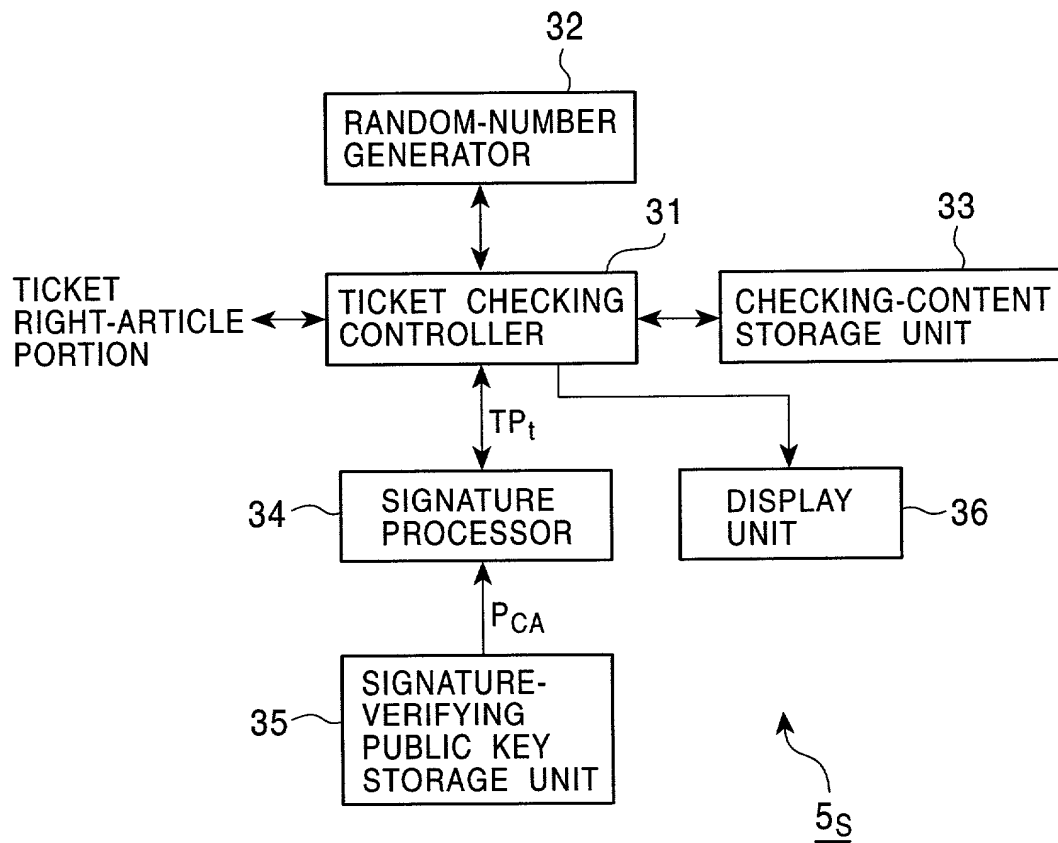 32
RANDOM-NUMBER
GENERATOR
31
33
TICKET
RIGHT-ARTICLE
PORTION
TICKET CHECKING
CONTROLLER
CHECKING-CONTENT
STORAGE UNIT
TPt
34
SIGNATURE
PROCESSOR
DISPLAY
UNIT
36
PCA
35
SIGNATURE-
VERIFYING
PUBLIC KEY
STORAGE UNIT
5S